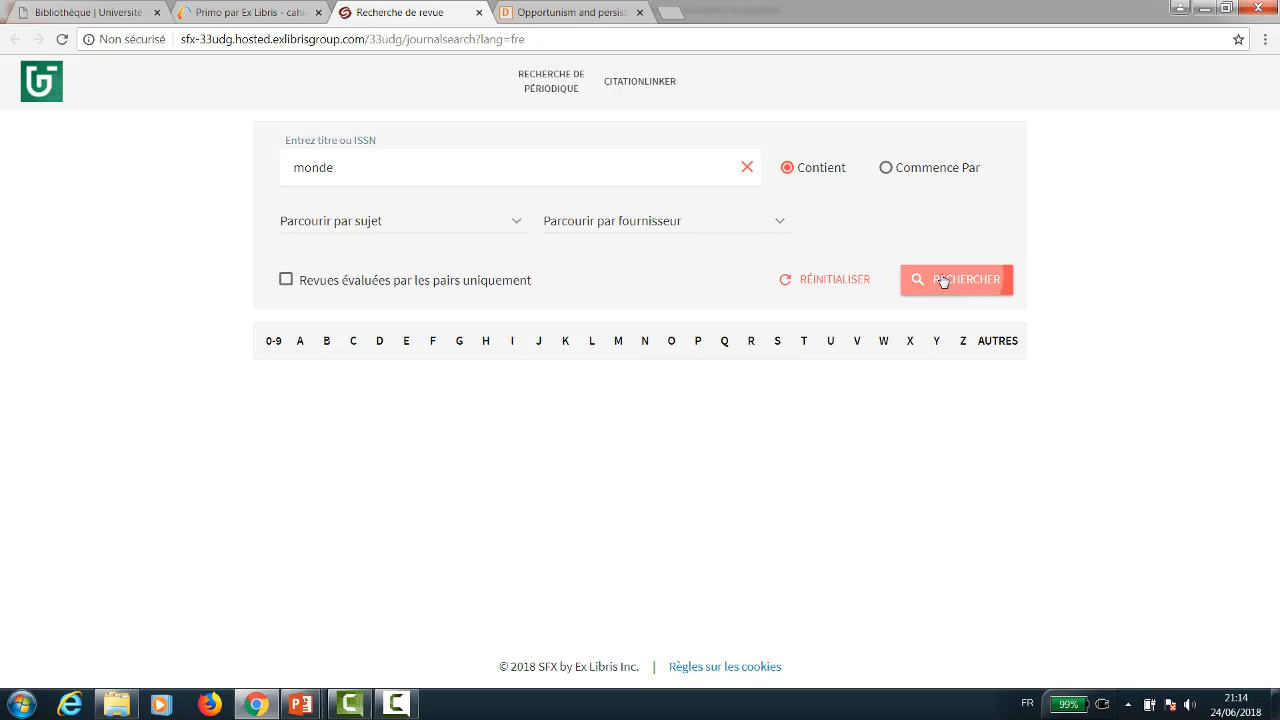 Bibliothèque | Université
Primo par Ex Libris - cahi
Recherche de revue
Opportunism and persist
Non sécurisé
sfx-33udg.hosted.exlibrisgroup.com/33udg/journalsearch?lang=fre
RECHERCHE DE
PÉRIODIQUE
CITATIONLINKER
Entrez titre ou ISSN
monde
Contient
Commence Par
Parcourir par sujet
Parcourir par fournisseur
Revues évaluées par les pairs uniquement
RÉINITIALISER
RECHERCHER
0-9 A B C D E F G H I J K L M N O P Q R S T U V W X Y Z AUTRES
© 2018 SFX by Ex Libris Inc. | Règles sur les cookies
FR
99%
21:14
24/06/2018